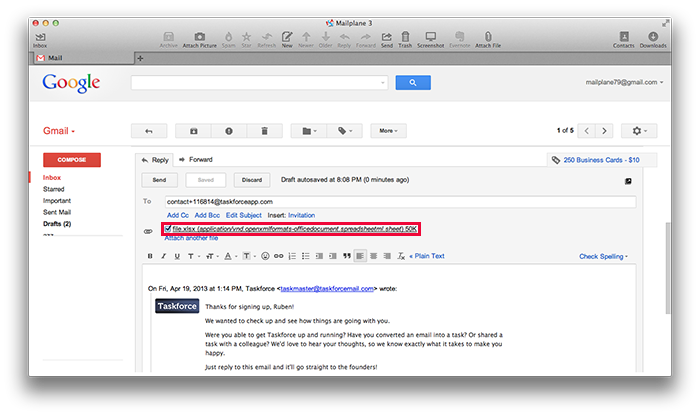 Mailplane 3
Inbox
Archive Attach Picture Spam Star Refresh New Newer Older Reply Forward Send Trash Screenshot Evernote Attach File Contacts Downloads
Mail
Google
mailplane79@gmail.com
Gmail
More
1 of 5
COMPOSE
Inbox
Starred
Important
Sent Mail
Drafts (2)
Reply Forward
250 Business Cards - $10
Send Saved Discard Draft autosaved at 8:08 PM (0 minutes ago)
To contact+116814@taskforceapp.com
Add Cc Add Bcc Edit Subject Insert: Invitation
file.xlsx (application/vnd.openxmlformats-officedocument.spreadsheetml.sheet) 50K
Attach another file
B I U T T A T « Plain Text Check Spelling
On Fri, Apr 19, 2013 at 1:14 PM, Taskforce <taskmaster@taskforcemail.com> wrote:
Taskforce
Thanks for signing up, Ruben!
We wanted to check up and see how things are going with you.
Were you able to get Taskforce up and running? Have you converted an email into a task? Or shared a
task with a colleague? We'd love to hear your thoughts, so we know exactly what it takes to make you
happy.
Just reply to this email and it'll go straight to the founders!